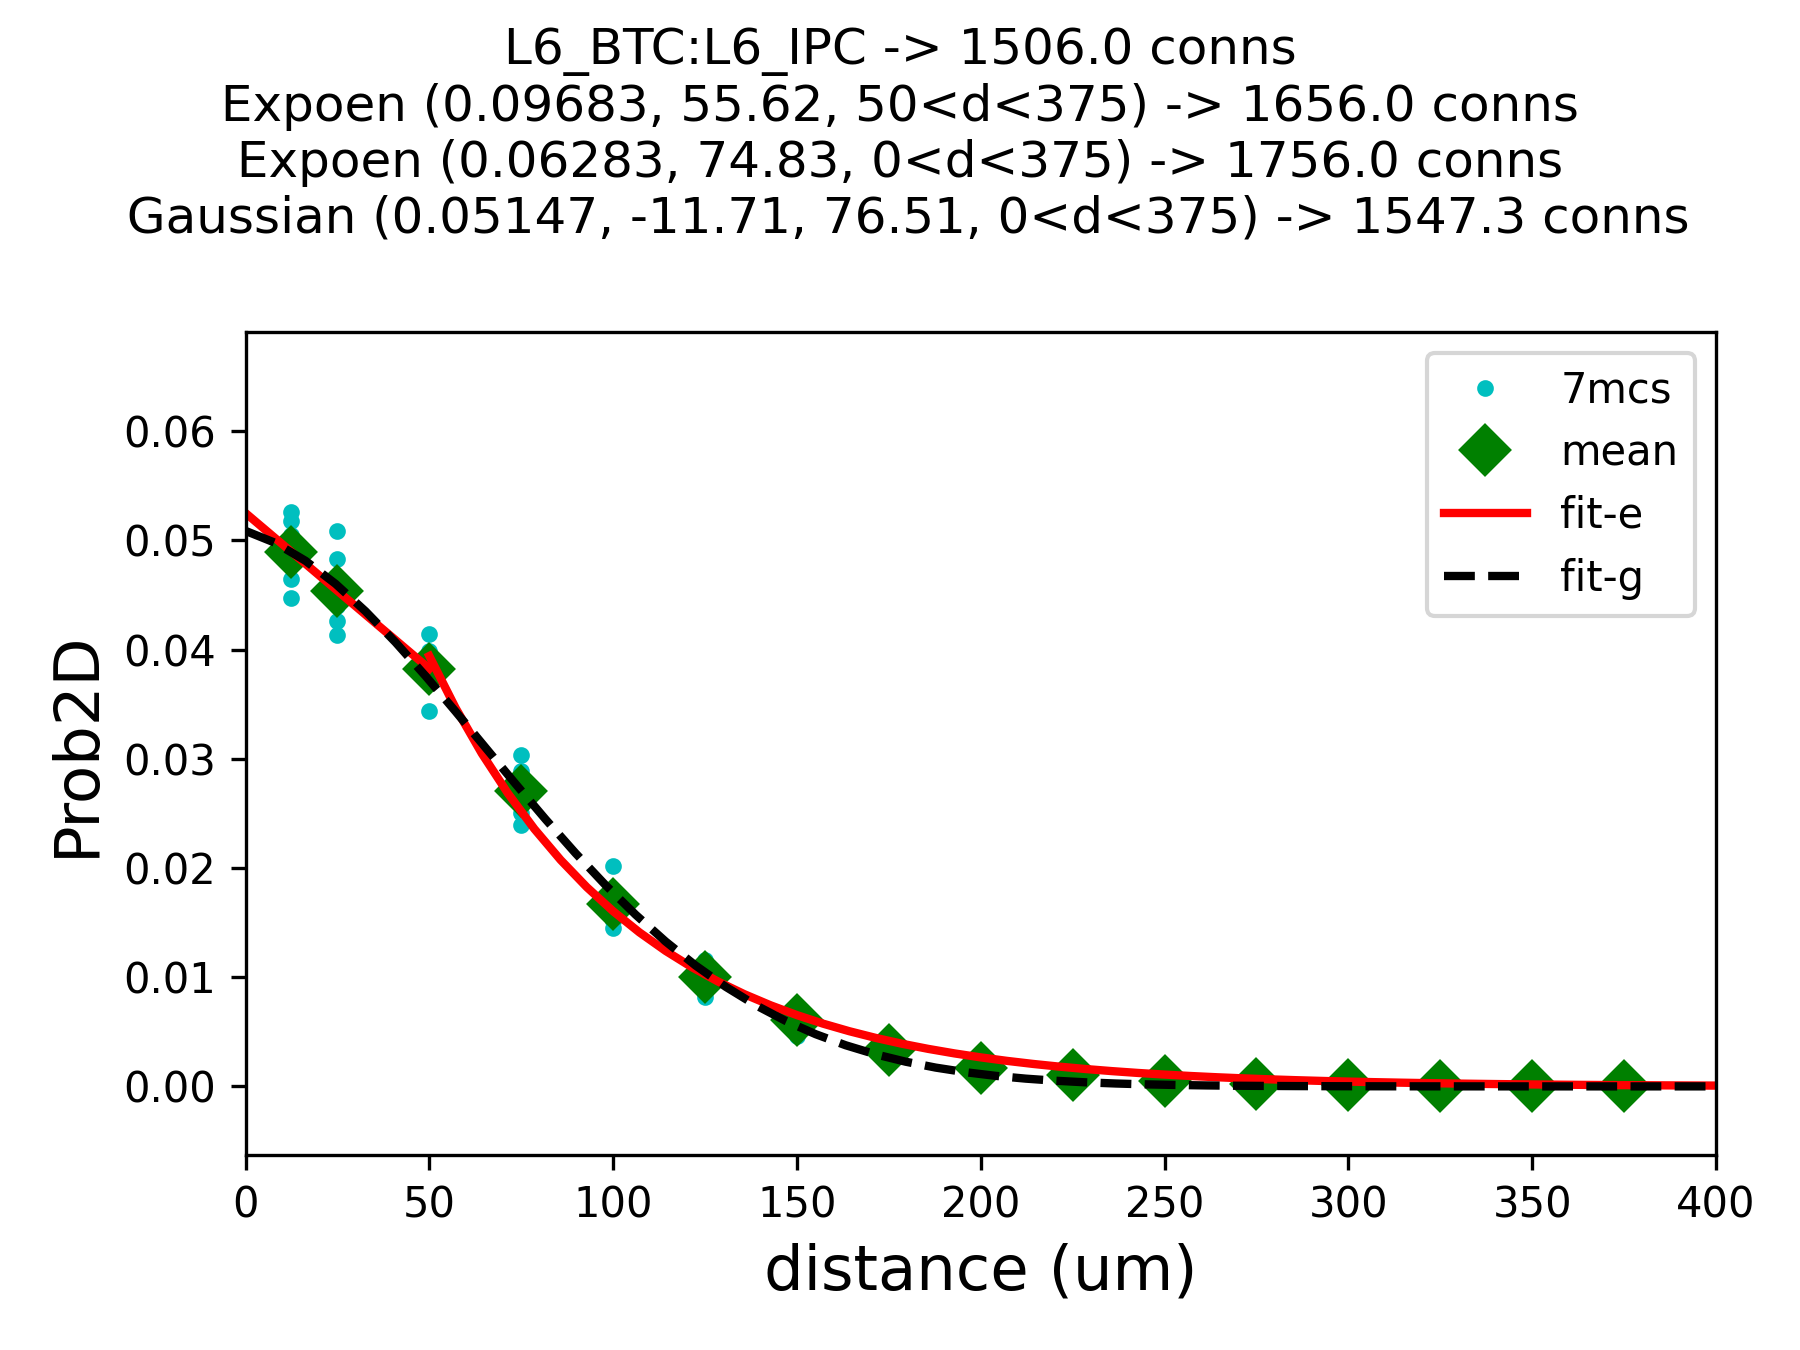 L6_BTC:L6_IPC -> 1506.0 conns
Expoen (0.09683, 55.62, 50<d<375) -> 1656.0 conns
Expoen (0.06283, 74.83, 0<d<375) -> 1756.0 conns
Gaussian (0.05147, -11.71, 76.51, 0<d<375) -> 1547.3 conns
7mcs
mean
fit-e
fit-g
Prob2D
0.06
0.05
0.04
0.03
0.02
0.01
0.00
0 50 100 150 200 250 300 350 400
distance (um)